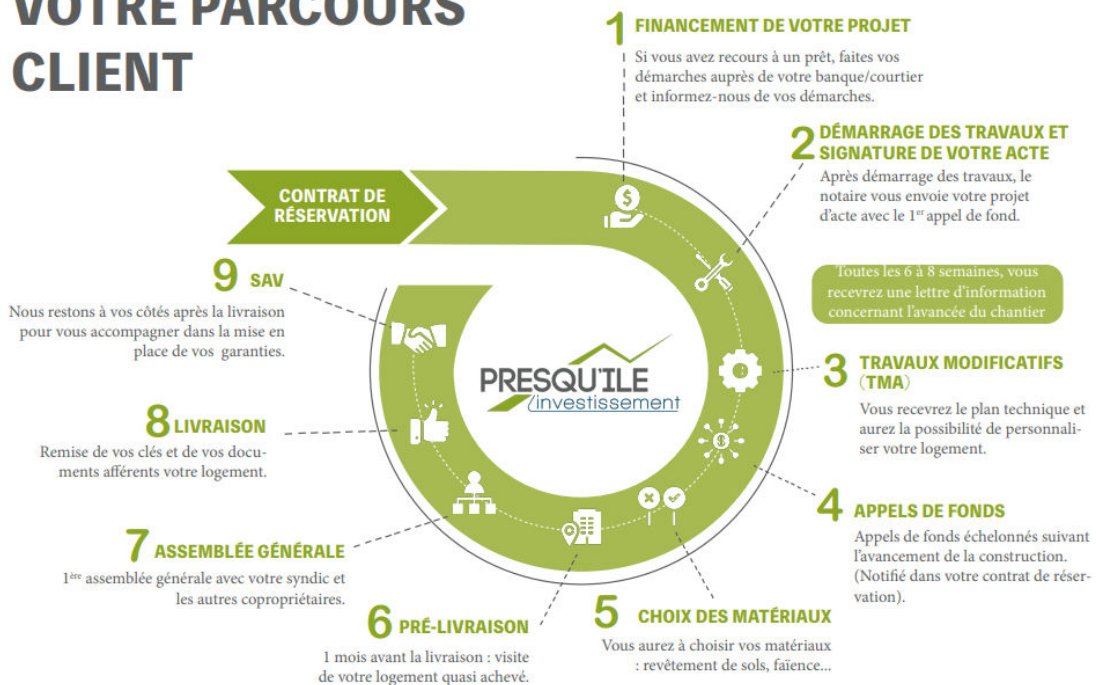 VOTRE PARCOURS
CLIENT
CONTRAT DE
RÉSERVATION
1 FINANCEMENT DE VOTRE PROJET
Si vous avez recours à un prêt, faites vos
démarches auprès de votre banque/courtier
et informez-nous de vos démarches.
2 DÉMARRAGE DES TRAVAUX ET
SIGNATURE DE VOTRE ACTE
Après démarrage des travaux, le
notaire vous envoie votre projet
d'acte avec le 1er appel de fond.
Toutes les 6 à 8 semaines, vous
recevrez une lettre d'information
concernant l'avancée du chantier
3 TRAVAUX MODIFICATIFS
(TMA)
Vous recevrez le plan technique et
aurez la possibilité de personnali-
ser votre logement.
4 APPELS DE FONDS
Appels de fonds échelonnés suivant
l'avancement de la construction.
(Notifié dans votre contrat de réser-
vation).
5 CHOIX DES MATÉRIAUX
Vous aurez à choisir vos matériaux
: revêtement de sols, faïence...
6 PRÉ-LIVRAISON
1 mois avant la livraison : visite
de votre logement quasi achevé.
7 ASSEMBLÉE GÉNÉRALE
1ère assemblée générale avec votre syndic et
les autres copropriétaires.
8 LIVRAISON
Remise de vos clés et de vos docu-
ments afférents votre logement.
9 SAV
Nous restons à vos côtés après la livraison
pour vous accompagner dans la mise en
place de vos garanties.
PRESQU'ILE
investissement